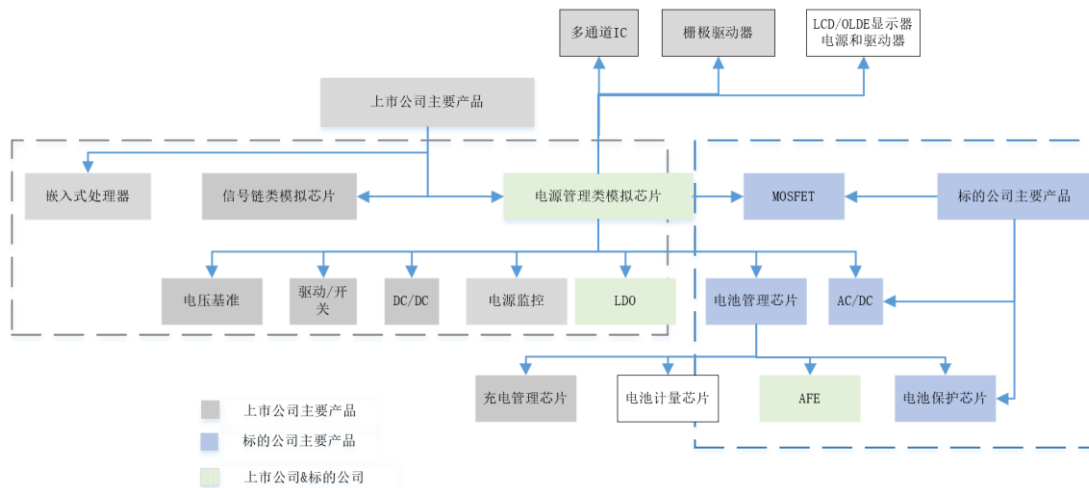 多通道IC
栅极驱动器
LCD/OLDE显示器
电源和驱动器
上市公司主要产品
嵌入式处理器
信号链类模拟芯片
电源管理类模拟芯片
MOSFET
标的公司主要产品
电压基准
驱动/开
关
DC/DC
电源监控
LDO
电池管理芯片
AC/DC
充电管理芯片
电池计量芯片
AFE
电池保护芯片
上市公司主要产品
标的公司主要产品
上市公司&标的公司